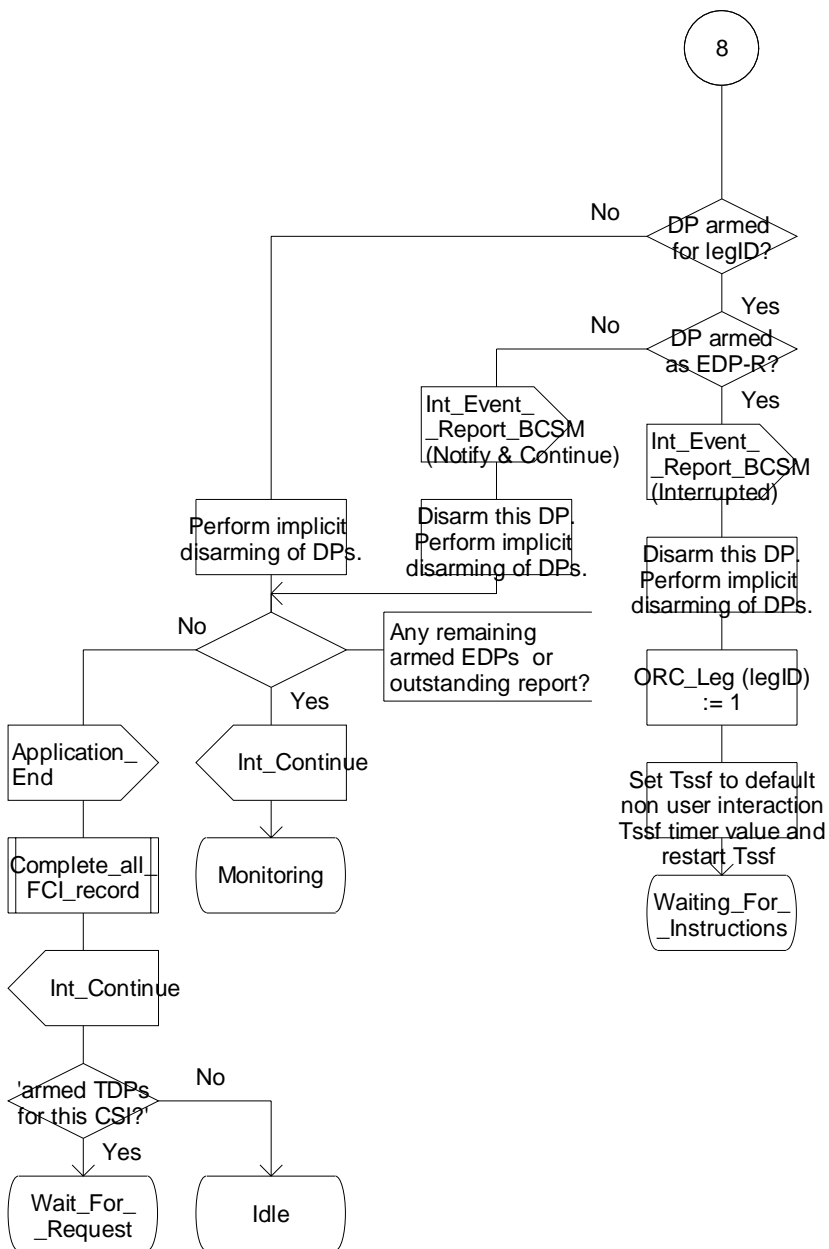 8
No
DP armed
for legID?
Yes
No
DP armed
as EDP-R?
Yes
Int_Event_
_Report_BCSM
(Notify & Continue)
Int_Event_
_Report_BCSM
(Interrupted)
Perform implicit
disarming of DPs.
Disarm this DP.
Perform implicit
disarming of DPs.
Disarm this DP.
Perform implicit
disarming of DPs.
No
Any remaining
armed EDPs or
outstanding report?
Yes
ORC_Leg (legID)
:= 1
Application_
End
Int_Continue
Set Tssf to default
non user interaction
Tssf timer value and
restart Tssf
Complete_all_
FCI_record
Monitoring
Waiting_For_
_Instructions
Int_Continue
'armed TDPs
for this CSI?'
No
Yes
Wait_For_
_Request
Idle